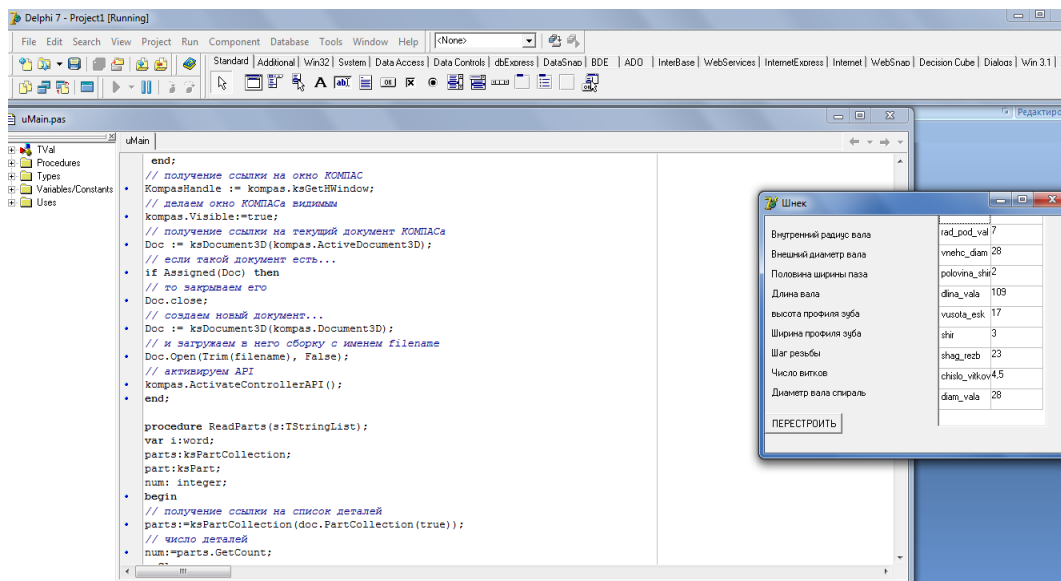 Delphi 7 - Project1 [Running]
File Edit Search View Project Run Component Database Tools Window Help <None>
Standard Additional Win32 System Data Access Data Controls dbExpress DataSnap BDE ADO InterBase WebServices InternetExpress Internet WebSnap Decision Cube Dialogs Win 3.1
uMain.pas
TVal
Procedures
Types
Variables/Constants
Uses
uMain
end;
// получение ссылки на окно КОМПАС
KompasHandle := kompas.ksGetHWindow;
// делаем окно КОМПАСа видимым
kompas.Visible:=true;
// получение ссылки на текущий документ КОМПАСа
Doc := ksDocument3D(kompas.ActiveDocument3D);
// если такой документ есть...
if Assigned(Doc) then
// то закрываем его
Doc.close;
// создаем новый документ...
Doc := ksDocument3D(kompas.Document3D);
// и загружаем в него сборку с именем filename
Doc.Open(Trim(filename), False);
// активируем API
kompas.ActivateControllerAPI();
end;
procedure ReadParts(s:TStringList);
var i:word;
parts:ksPartCollection;
part:ksPart;
num: integer;
begin
// получение ссылки на список деталей
parts:=ksPartCollection(doc.PartCollection(true));
// число деталей
num:=parts.GetCount;
Редактиро
Шнек
Внутренний радиус вала rad_pod_val 7
Внешний диаметр вала vnehc_diam 28
Половина ширины паза polovina_shir 2
Длина вала dlina_vala 109
высота профиля зуба vusota_esk 17
Ширина профиля зуба shir 3
Шаг резьбы shag_rezb 23
Число витков chislo_vitkov 4,5
Диаметр вала спираль diam_vala 28
ПЕРЕСТРОИТЬ